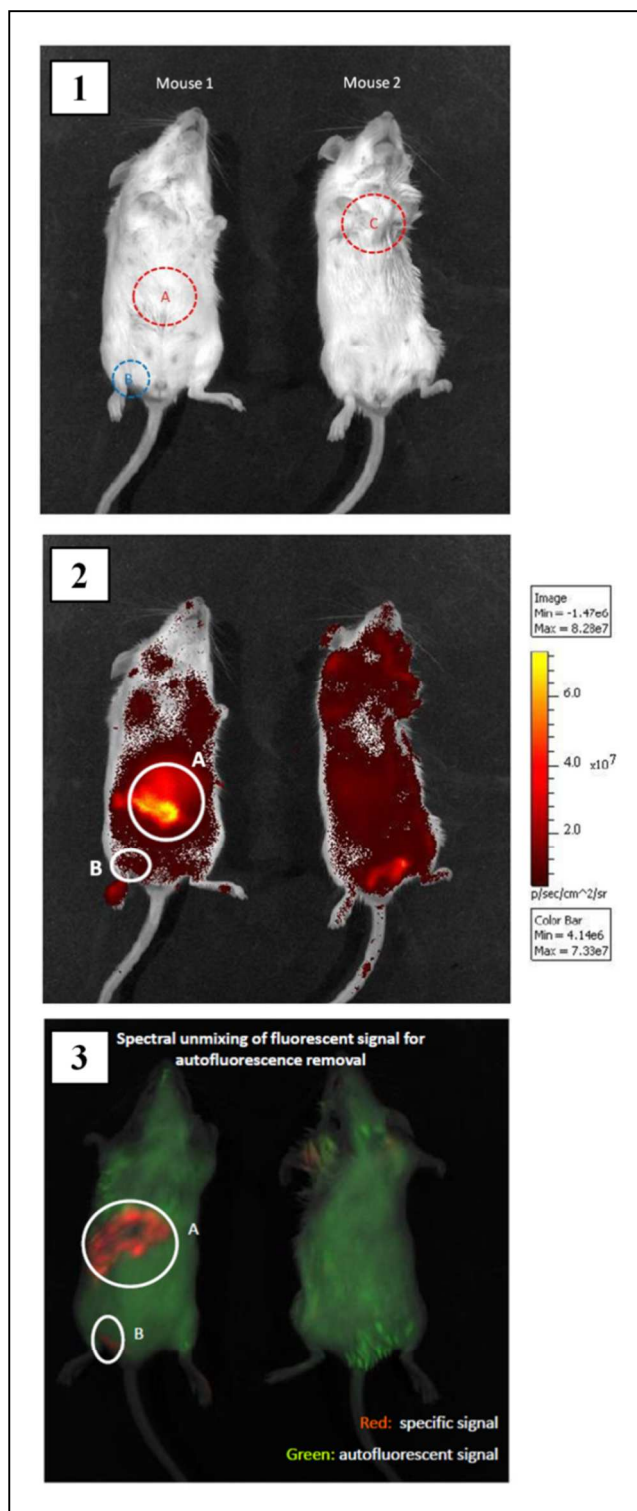 1
Mouse 1
Mouse 2
A
B
C
2
A
B
Image
Min = -1.47e6
Max = 8.28e7
6.0
4.0
×10^7
2.0
p/sec/cm^2/sr
Color Bar
Min = 4.14e6
Max = 7.33e7
3
Spectral unmixing of fluorescent signal for
autofluorescence removal
A
B
Red: specific signal
Green: autofluorescent signal